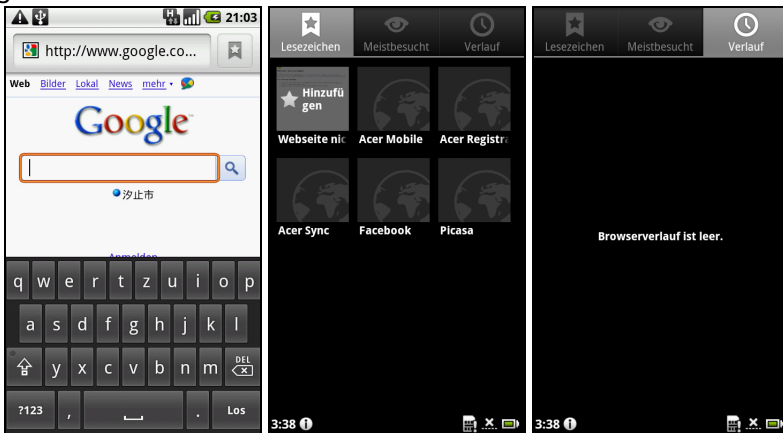 21:03
http://www.google.co...
Web Bilder Lokal News mehr
Google
汐止市
Anmelden
q w e r t z u i o p
a s d f g h j k l
y x c v b n m DEL
?123 , . Los
Lesezeichen Meistbesucht Verlauf
Hinzufü
gen
Webseite nic Acer Mobile Acer Registra
Acer Sync Facebook Picasa
3:38
Lesezeichen Meistbesucht Verlauf
Browserverlauf ist leer.
3:38